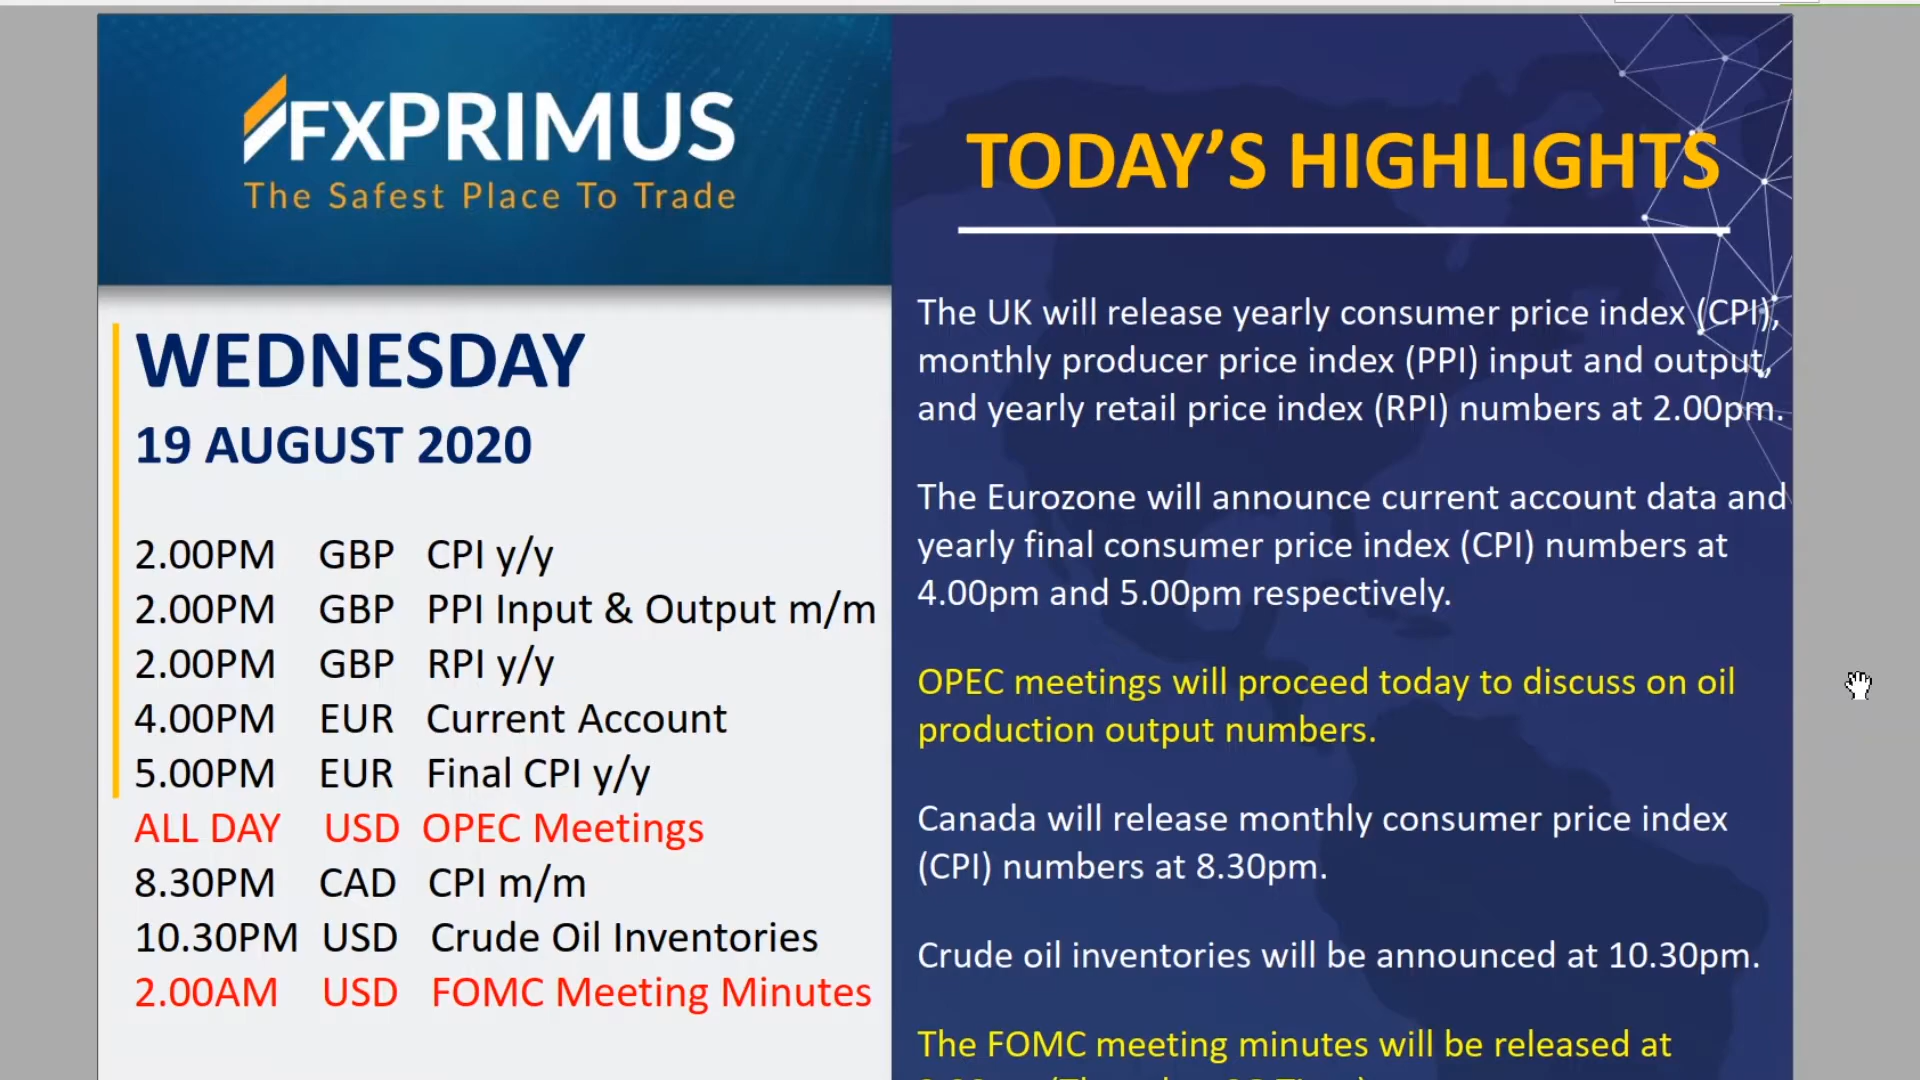 FXPRIMUS
The Safest Place To Trade
WEDNESDAY
19 AUGUST 2020
2.00PM GBP CPI y/y
2.00PM GBP PPI Input & Output m/m
2.00PM GBP RPI y/y
4.00PM EUR Current Account
5.00PM EUR Final CPI y/y
ALL DAY USD OPEC Meetings
8.30PM CAD CPI m/m
10.30PM USD Crude Oil Inventories
2.00AM USD FOMC Meeting Minutes
TODAY’S HIGHLIGHTS
The UK will release yearly consumer price index (CPI),
monthly producer price index (PPI) input and output,
and yearly retail price index (RPI) numbers at 2.00pm.
The Eurozone will announce current account data and
yearly final consumer price index (CPI) numbers at
4.00pm and 5.00pm respectively.
OPEC meetings will proceed today to discuss on oil
production output numbers.
Canada will release monthly consumer price index
(CPI) numbers at 8.30pm.
Crude oil inventories will be announced at 10.30pm.
The FOMC meeting minutes will be released at